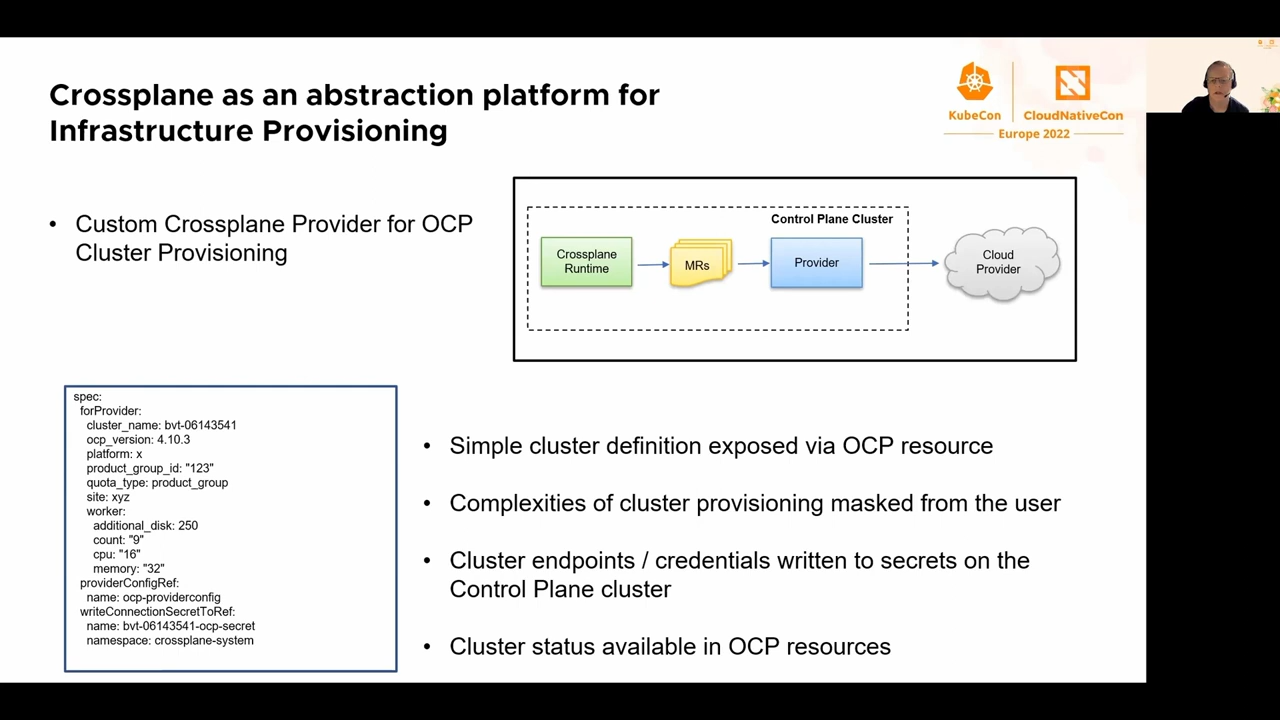 Crossplane as an abstraction platform for
Infrastructure Provisioning
KubeCon
CloudNativeCon
Europe 2022
• Custom Crossplane Provider for OCP
Cluster Provisioning
Control Plane Cluster
Crossplane
Runtime
MRs
Provider
Cloud
Provider
spec:
forProvider:
cluster_name: bvt-06143541
ocp_version: 4.10.3
platform: x
product_group_id: "123"
quota_type: product_group
site: xyz
worker:
additional_disk: 250
count: "9"
cpu: "16"
memory: "32"
providerConfigRef:
name: ocp-providerconfig
writeConnectionSecretToRef:
name: bvt-06143541-ocp-secret
namespace: crossplane-system
• Simple cluster definition exposed via OCP resource
• Complexities of cluster provisioning masked from the user
• Cluster endpoints / credentials written to secrets on the
Control Plane cluster
• Cluster status available in OCP resources